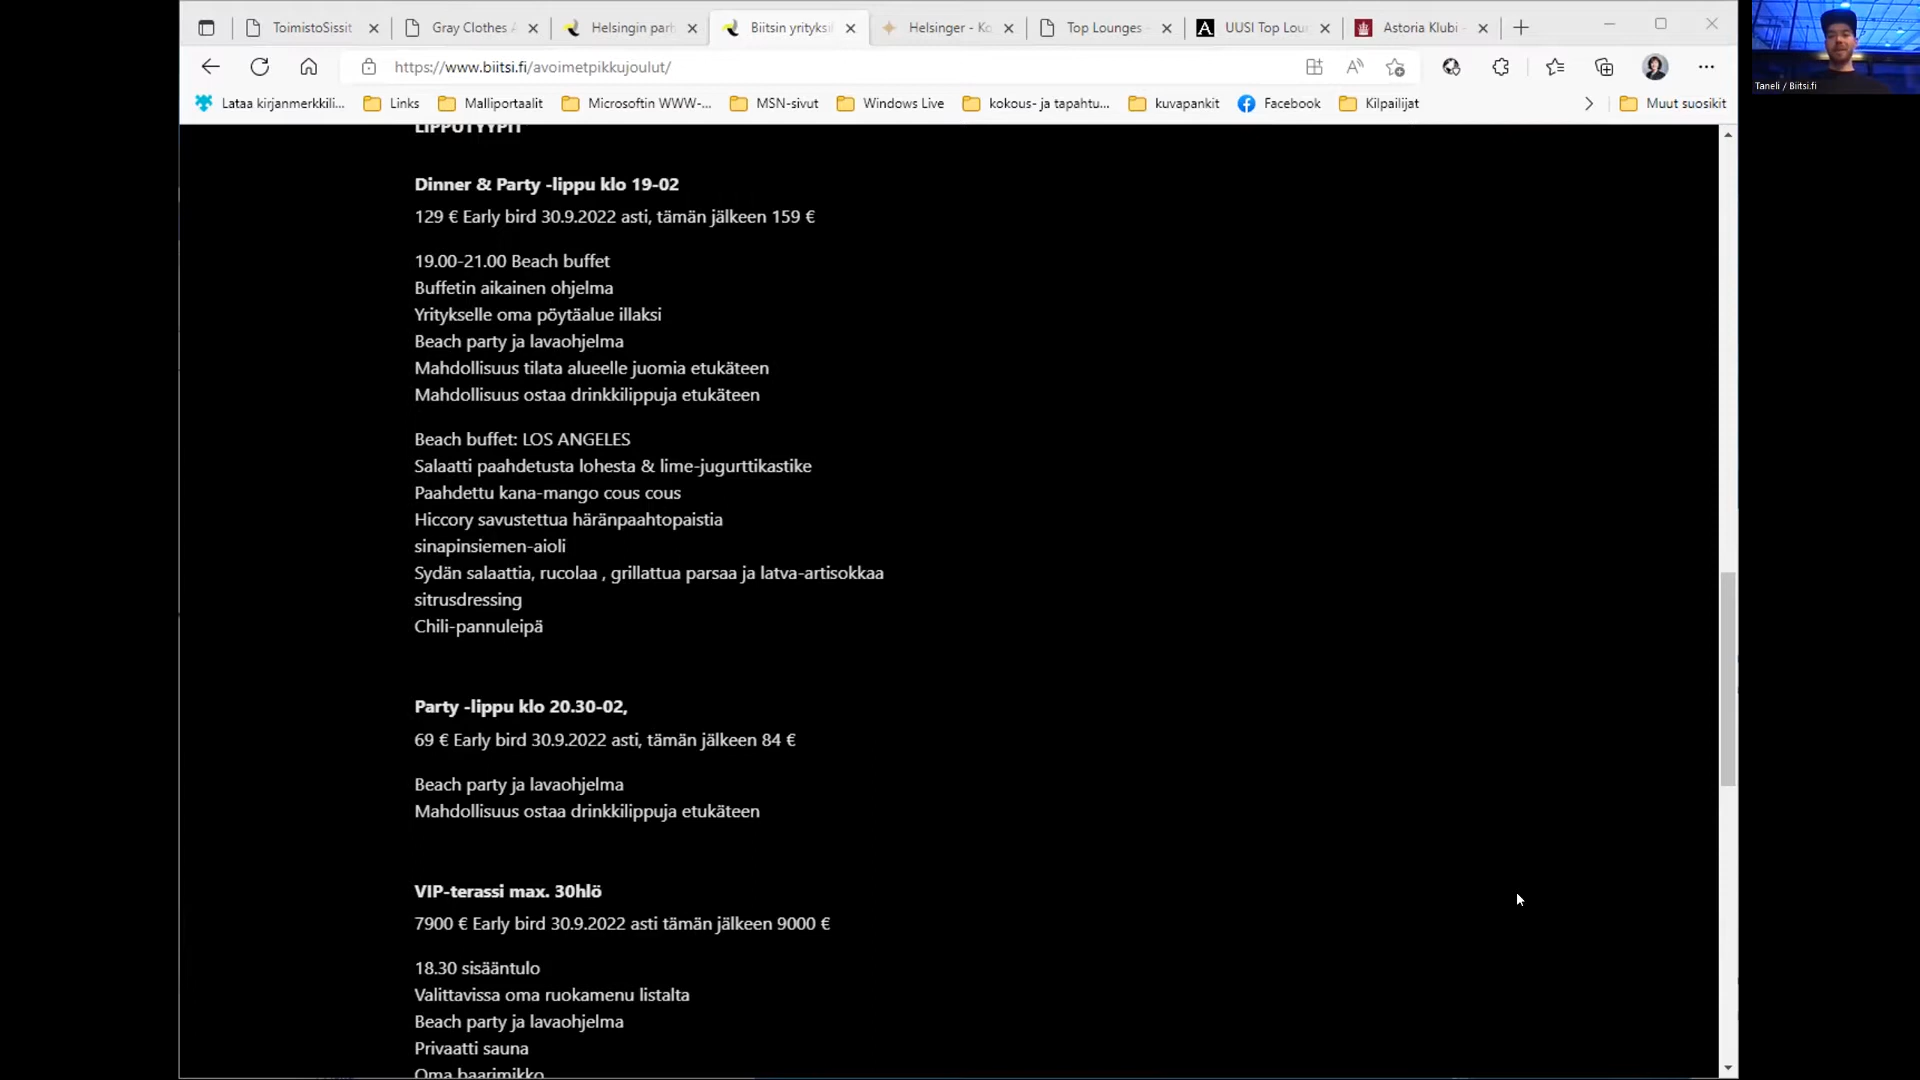 ToimistoSissit
Gray Clothes
Helsingin par
Biitsin yrityksi
Helsinger - Ko
Top Lounges -
UUSI Top Lou
Astoria Klubi -
https://www.biitsi.fi/avoimetpikkujoulut/
Taneli / Biitsi.fi
Lataa kirjanmerkkili...
Links
Malliportaalit
Microsoftin WWW-...
MSN-sivut
Windows Live
kokous- ja tapahtu...
kuvapankit
Facebook
Kilpailijat
Muut suosikit
LIPPUTYYPIT
Dinner & Party -lippu klo 19-02
129 € Early bird 30.9.2022 asti, tämän jälkeen 159 €
19.00-21.00 Beach buffet
Buffetin aikainen ohjelma
Yritykselle oma pöytäalue illaksi
Beach party ja lavaohjelma
Mahdollisuus tilata alueelle juomia etukäteen
Mahdollisuus ostaa drinkkilippuja etukäteen
Beach buffet: LOS ANGELES
Salaatti paahdetusta lohesta & lime-jugurttikastike
Paahdettu kana-mango cous cous
Hiccory savustettua häränpaahtopaistia
sinapinsiemen-aioli
Sydän salaattia, rucolaa , grillattua parsaa ja latva-artisokkaa
sitrusdressing
Chili-pannuleipä
Party -lippu klo 20.30-02,
69 € Early bird 30.9.2022 asti, tämän jälkeen 84 €
Beach party ja lavaohjelma
Mahdollisuus ostaa drinkkilippuja etukäteen
VIP-terassi max. 30hlö
7900 € Early bird 30.9.2022 asti tämän jälkeen 9000 €
18.30 sisääntulo
Valittavissa oma ruokamenu listalta
Beach party ja lavaohjelma
Privaatti sauna
Oma baarimikko